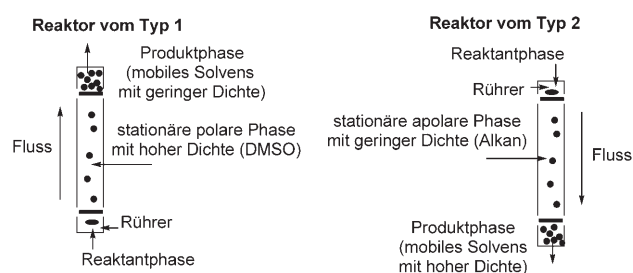 Reaktor vom Typ 1
Produktphase
(mobiles Solvens
mit geringer Dichte)
stationäre polare Phase
mit hoher Dichte (DMSO)
Fluss
Rührer
Reaktantphase
Reaktor vom Typ 2
Reaktantphase
Rührer
stationäre apolare Phase
mit geringer Dichte (Alkan)
Fluss
Produktphase
(mobiles Solvens
mit hoher Dichte)